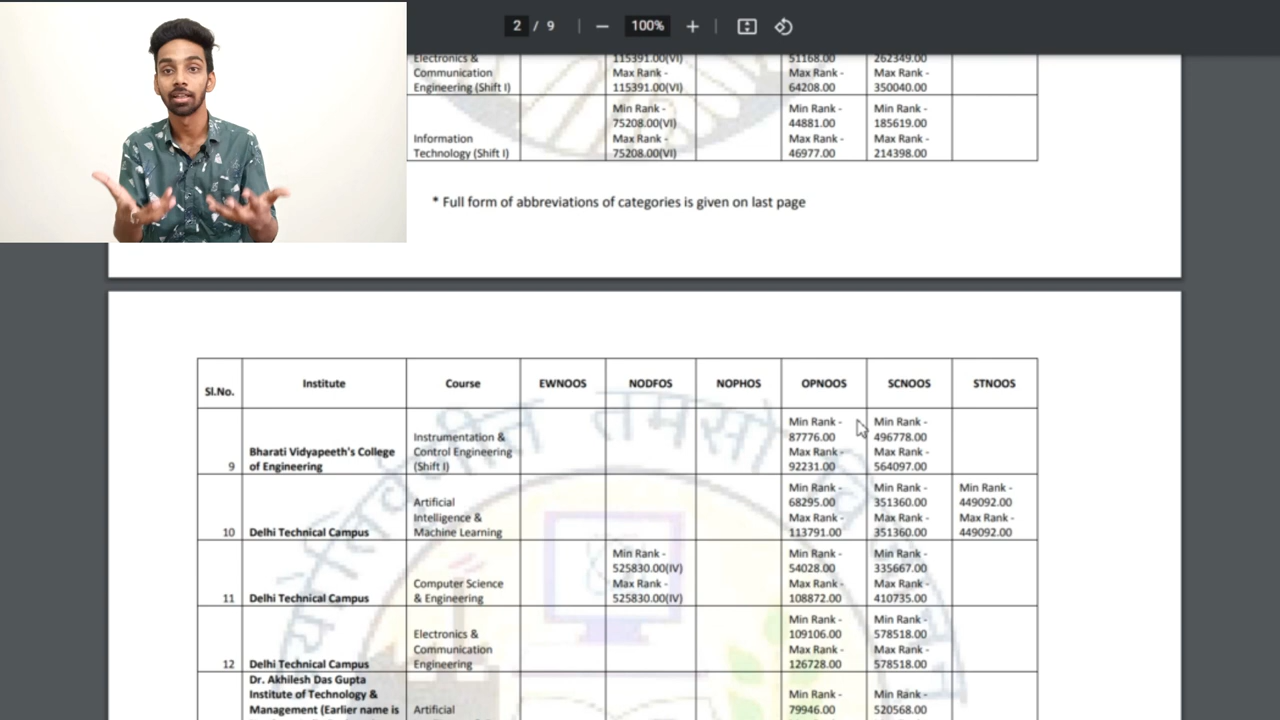 2 / 9 100%
Electronics &
Communication
Engineering (Shift I)
115391.00(VI)
Max Rank -
115391.00(VI)
51168.00
Max Rank -
64208.00
262349.00
Max Rank -
350040.00
Information
Technology (Shift I)
Min Rank -
75208.00(VI)
Max Rank -
75208.00(VI)
Min Rank -
44881.00
Max Rank -
46977.00
Min Rank -
185619.00
Max Rank -
214398.00
* Full form of abbreviations of categories is given on last page
Sl.No. Institute Course EWNOOS NODFOS NOPHOS OPNOOS SCNOOS STNOOS
9
Bharati Vidyapeeth's College
of Engineering
Instrumentation &
Control Engineering
(Shift I)
Min Rank -
87776.00
Max Rank -
92231.00
Min Rank -
496778.00
Max Rank -
564097.00
10
Delhi Technical Campus
Artificial
Intelligence &
Machine Learning
Min Rank -
68295.00
Max Rank -
113791.00
Min Rank -
351360.00
Max Rank -
351360.00
Min Rank -
449092.00
Max Rank -
449092.00
11
Delhi Technical Campus
Computer Science
& Engineering
Min Rank -
525830.00(IV)
Max Rank -
525830.00(IV)
Min Rank -
54028.00
Max Rank -
108872.00
Min Rank -
335667.00
Max Rank -
410735.00
12
Delhi Technical Campus
Electronics &
Communication
Engineering
Min Rank -
109106.00
Max Rank -
126728.00
Min Rank -
578518.00
Max Rank -
578518.00
Dr. Akhilesh Das Gupta
Institute of Technology &
Management (Earlier name is
Artificial
Min Rank -
79946.00
Min Rank -
520568.00